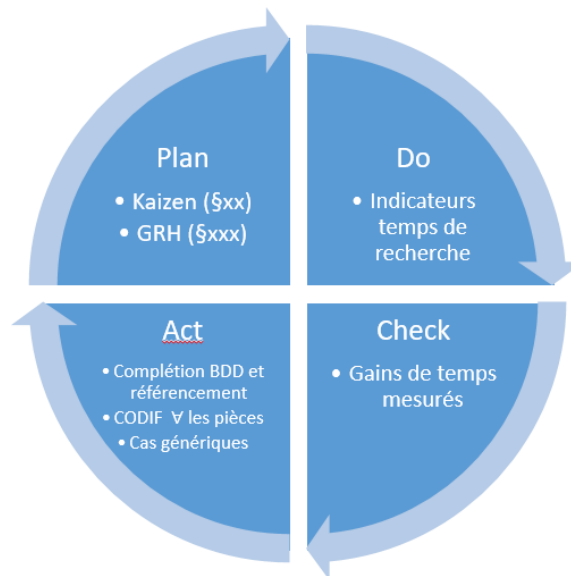 Plan
• Kaizen (§xx)
• GRH (§xxx)
Do
• Indicateurs
temps de
recherche
Act
• Complétion BDD et
référencement
• CODIF ∀ les pièces
• Cas génériques
Check
• Gains de temps
mesurés